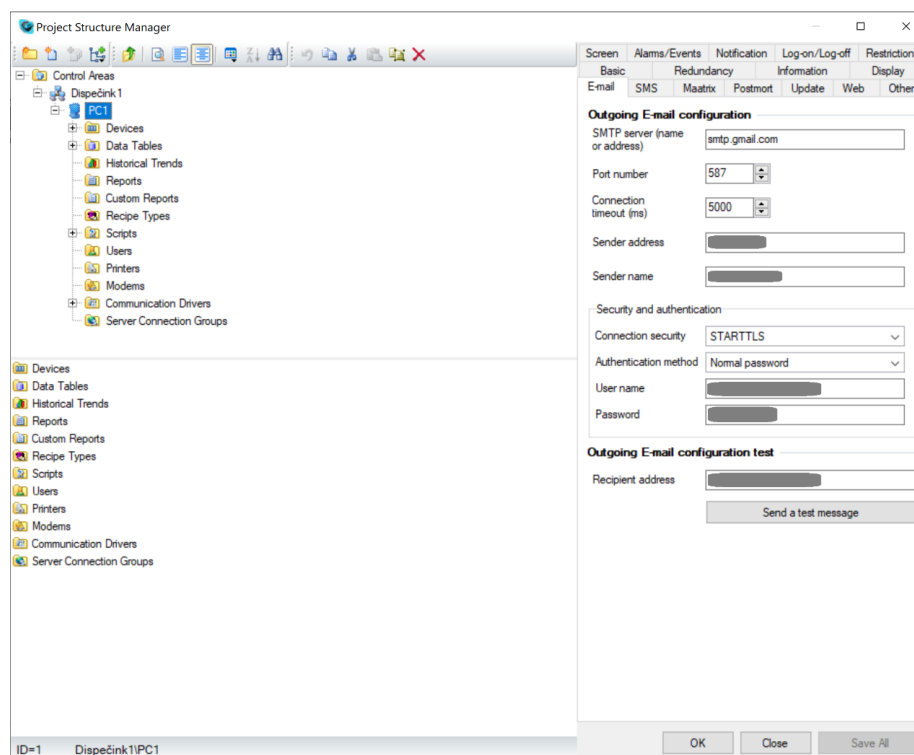 Project Structure Manager
Control Areas
Dispečink1
PC1
Devices
Data Tables
Historical Trends
Reports
Custom Reports
Recipe Types
Scripts
Users
Printers
Modems
Communication Drivers
Server Connection Groups
Devices
Data Tables
Historical Trends
Reports
Custom Reports
Recipe Types
Scripts
Users
Printers
Modems
Communication Drivers
Server Connection Groups
ID=1 Dispečink1\PC1
Screen Alarms/Events Notification Log-on/Log-off Restriction
Basic Redundancy Information Display
E-mail SMS Maatrix Postmort Update Web Other
Outgoing E-mail configuration
SMTP server (name
or address) smtp.gmail.com
Port number 587
Connection
timeout (ms) 5000
Sender address
Sender name
Security and authentication
Connection security STARTTLS
Authentication method Normal password
User name
Password
Outgoing E-mail configuration test
Recipient address
Send a test message
OK Close Save All